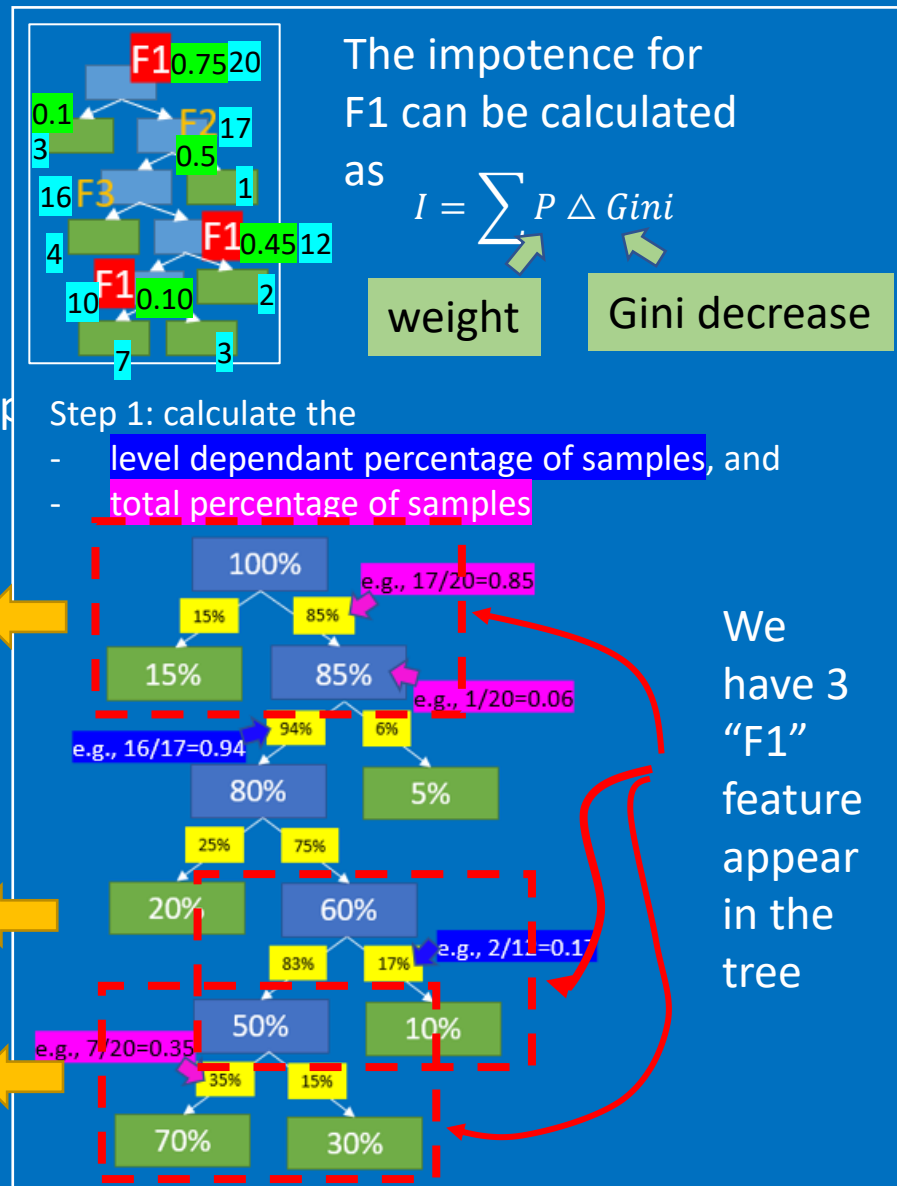 F1 0.75 20
0.1
3
F2 17
0.5
16 F3
1
4
F1 0.45 12
10 F1 0.10
2
7
3
The impotence for
F1 can be calculated
as
I = ∑ P △ Gini
weight
Gini decrease
p
Step 1: calculate the
- level dependant percentage of samples, and
- total percentage of samples
100%
e.g., 17/20=0.85
15% 85%
15% 85%
e.g., 1/20=0.06
94% 6%
e.g., 16/17=0.94
80% 5%
25% 75%
20% 60%
e.g., 2/12=0.17
83% 17%
50% 10%
e.g., 7/20=0.35
35% 15%
70% 30%
We
have 3
“F1”
feature
appear
in the
tree